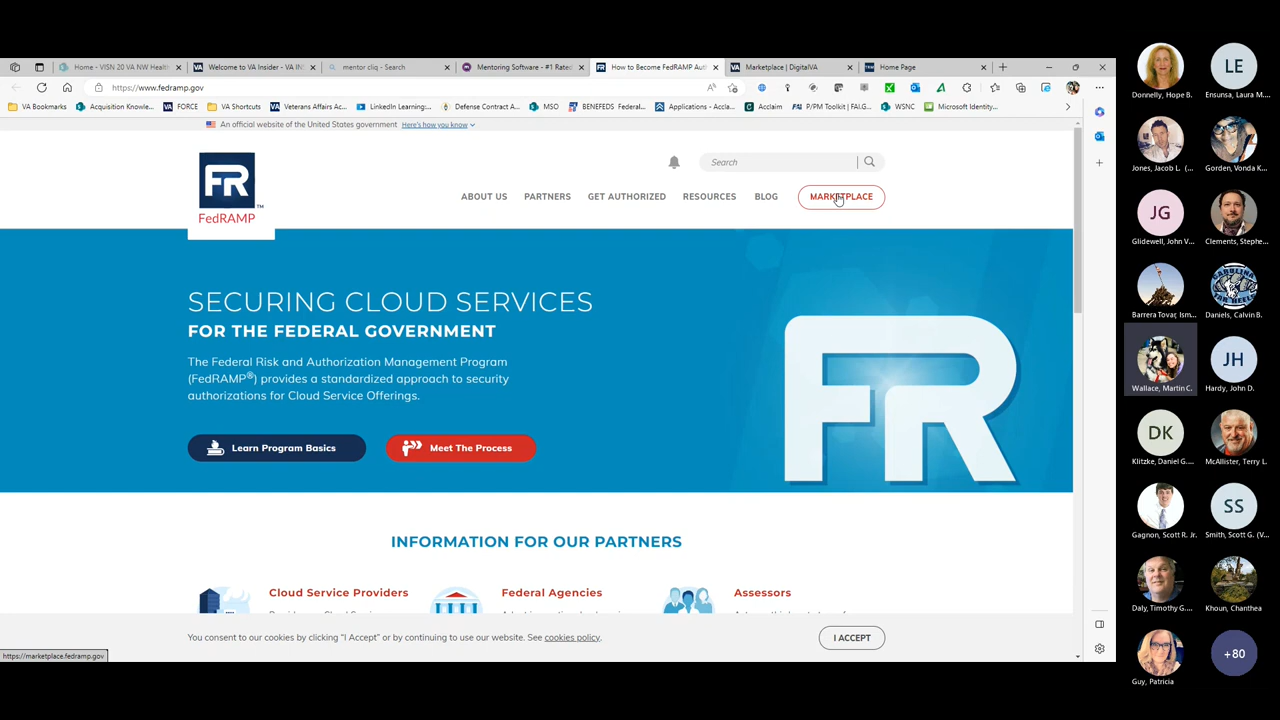 Home - VISN 20 VA NW Healt
Welcome to VA Insider - VA INS
mentor cliq - Search
Mentoring Software - #1 Rated
How to Become FedRAMP Aut
Marketplace | DigitalVA
Home Page
https://www.fedramp.gov
VA Bookmarks
Acquisition Knowle...
FORCE
VA Shortcuts
Veterans Affairs Ac...
LinkedIn Learning:...
Defense Contract A...
MSO
BENEFEDS Federal...
Applications - Accla...
Acclaim
P/PM Toolkit | FAI.G...
WSNC
Microsoft Identity...
An official website of the United States government Here's how you know
FR
TM
FedRAMP
Search
ABOUT US
PARTNERS
GET AUTHORIZED
RESOURCES
BLOG
MARKETPLACE
SECURING CLOUD SERVICES
FOR THE FEDERAL GOVERNMENT
The Federal Risk and Authorization Management Program
(FedRAMP®) provides a standardized approach to security
authorizations for Cloud Service Offerings.
Learn Program Basics
Meet The Process
FR
INFORMATION FOR OUR PARTNERS
Cloud Service Providers
Federal Agencies
Assessors
You consent to our cookies by clicking "I Accept" or by continuing to use our website. See cookies policy.
I ACCEPT
https://marketplace.fedramp.gov
Donnelly, Hope B.
LE
Ensunsa, Laura M....
Jones, Jacob L. (...
Gorden, Vonda K...
JG
Glidewell, John V...
Clements, Stephe...
Barrera Tovar, Ism...
CAROLINA
TAR HEELS
Daniels, Calvin B.
Wallace, Martin C.
JH
Hardy, John D.
DK
Klitzke, Daniel G....
McAllister, Terry L.
Gagnon, Scott R. Jr.
SS
Smith, Scott G. (V...
Daly, Timothy G....
Khoun, Chanthea
Guy, Patricia
+80